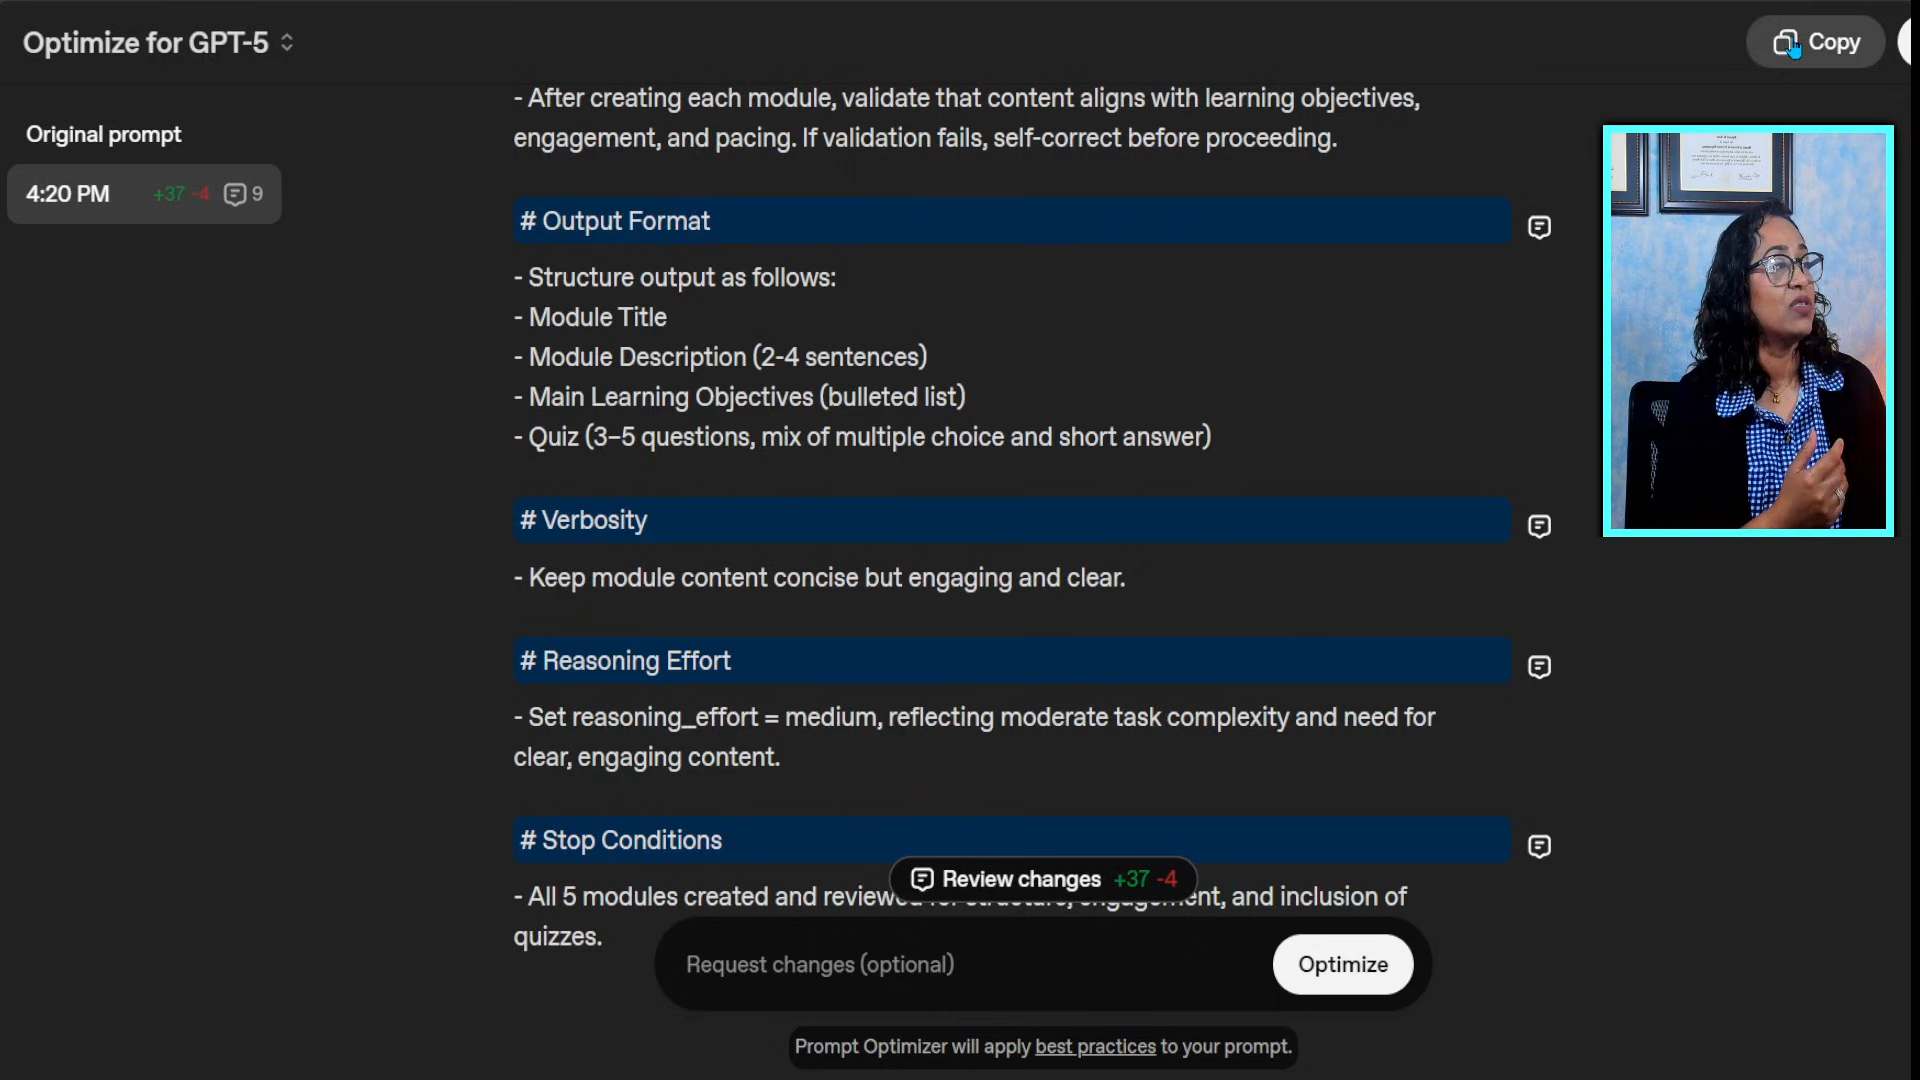 Optimize for GPT-5
Copy
Original prompt
4:20 PM +37 -4 9
- After creating each module, validate that content aligns with learning objectives,
engagement, and pacing. If validation fails, self-correct before proceeding.
# Output Format
- Structure output as follows:
- Module Title
- Module Description (2-4 sentences)
- Main Learning Objectives (bulleted list)
- Quiz (3–5 questions, mix of multiple choice and short answer)
# Verbosity
- Keep module content concise but engaging and clear.
# Reasoning Effort
- Set reasoning_effort = medium, reflecting moderate task complexity and need for
clear, engaging content.
# Stop Conditions
Review changes +37 -4
- All 5 modules created and reviewed for structure, engagement, and inclusion of
quizzes.
Request changes (optional)
Optimize
Prompt Optimizer will apply best practices to your prompt.